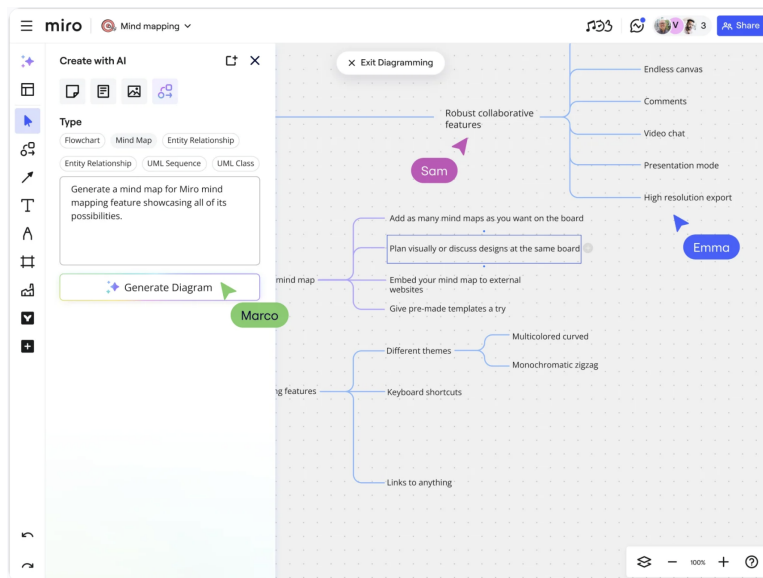 miro
Mind mapping
V
3
Share
Create with AI
Type
Flowchart
Mind Map
Entity Relationship
Entity Relationship
UML Sequence
UML Class
Generate a mind map for Miro mind
mapping feature showcasing all of its
possibilities.
Generate Diagram
Marco
Exit Diagramming
Robust collaborative
features
Sam
Endless canvas
Comments
Video chat
Presentation mode
High resolution export
Emma
mind map
Add as many mind maps as you want on the board
Plan visually or discuss designs at the same board
Embed your mind map to external
websites
Give pre-made templates a try
features
Different themes
Multicolored curved
Monochromatic zigzag
Keyboard shortcuts
Links to anything
100%